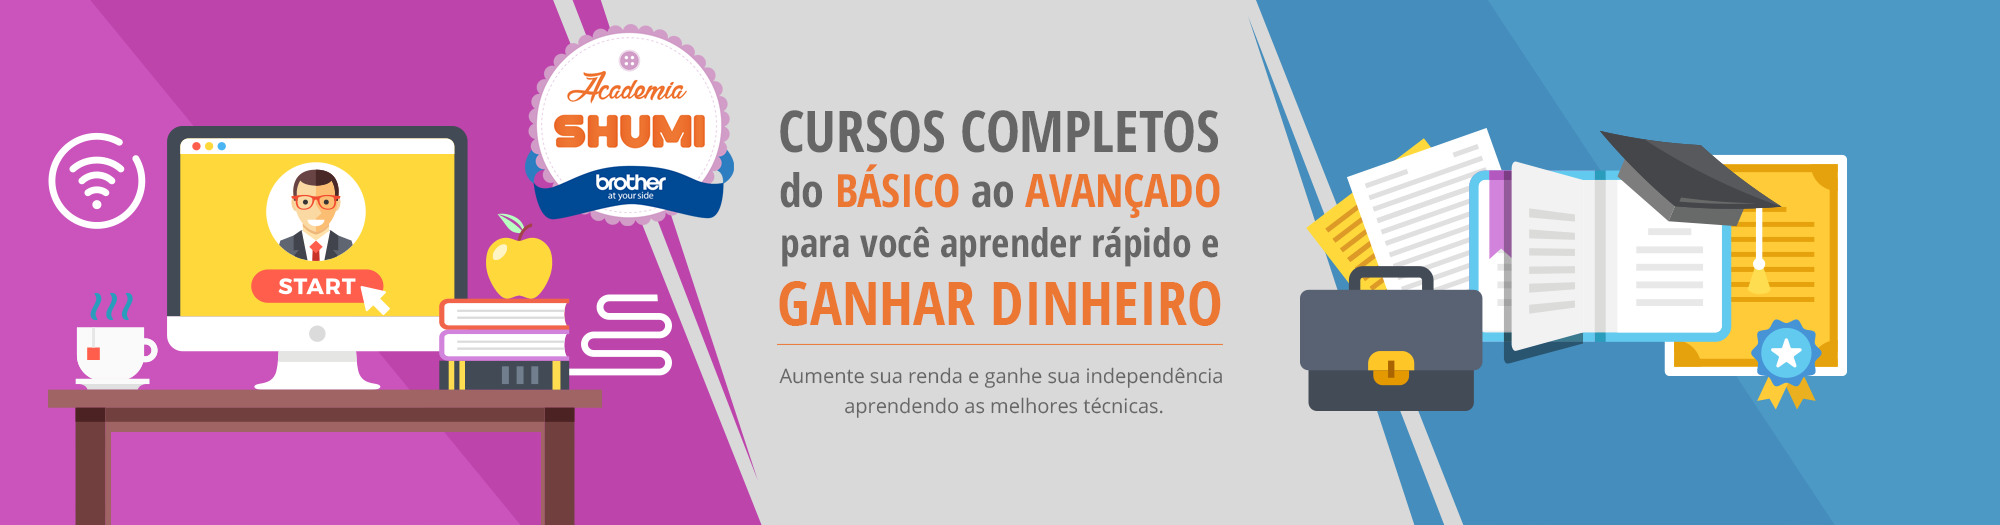 Academia
SHUMI
brother
at your side
START
CURSOS COMPLETOS
do BÁSICO ao AVANÇADO
para você aprender rápido e
GANHAR DINHEIRO
Aumente sua renda e ganhe sua independência
aprendendo as melhores técnicas.